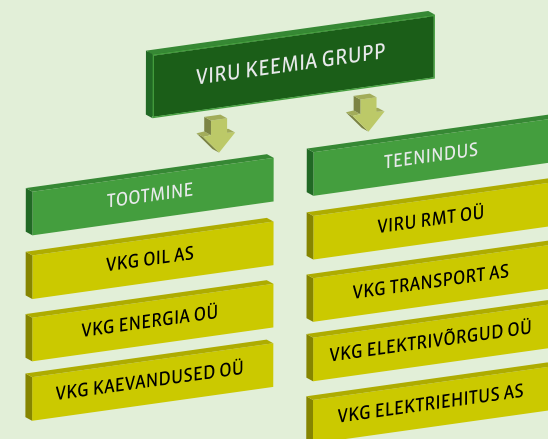 VIRU KEEMIA GRUPP
TOOTMINE
VKG OIL AS
VKG ENERGIA OÜ
VKG KAEVANDUSED OÜ
TEENINDUS
VIRU RMT OÜ
VKG TRANSPORT AS
VKG ELEKTRIVÕRGUD OÜ
VKG ELEKTRIEHITUS AS